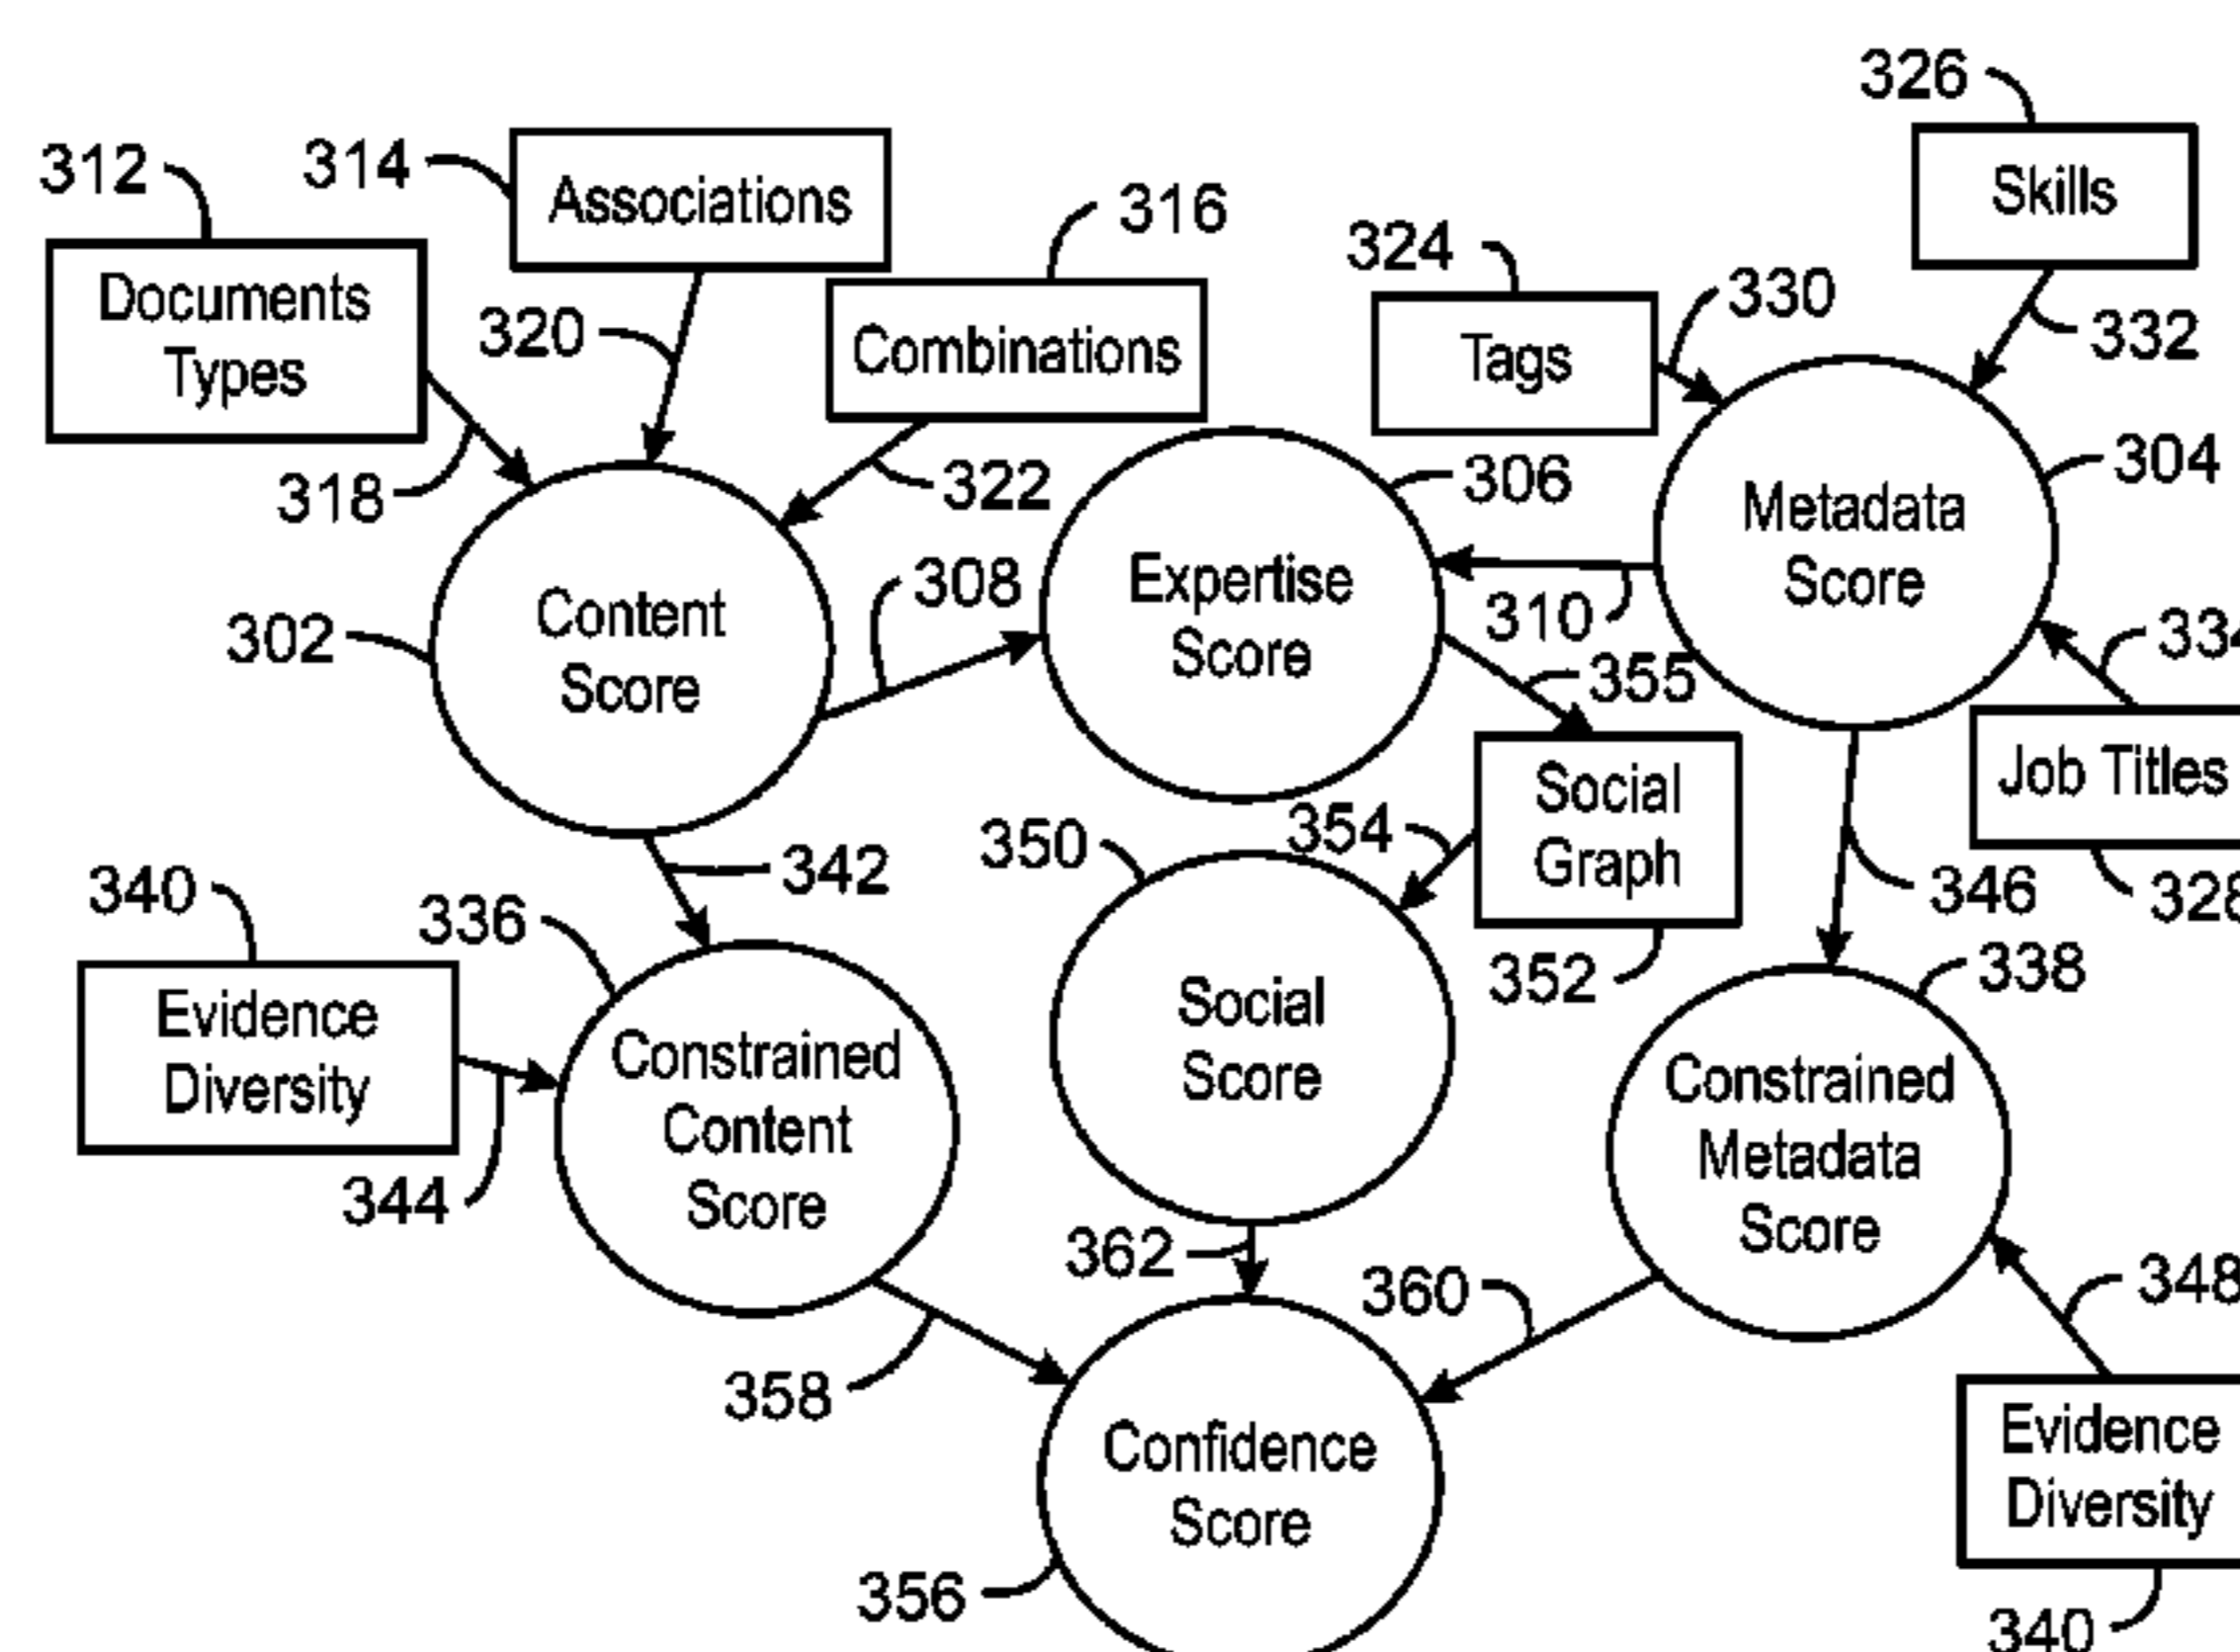 326
312
314
Associations
316
Skills
Documents
Types
320
Combinations
324
Tags
330
332
318
322
306
304
Metadata
Score
302
Content
Score
308
Expertise
Score
310
355
334
Job Titles
328
Social
Graph
354
350
352
342
346
340
336
338
Evidence
Diversity
344
Constrained
Content
Score
Social
Score
Constrained
Metadata
Score
362
360
348
358
Confidence
Score
356
Evidence
Diversity
340